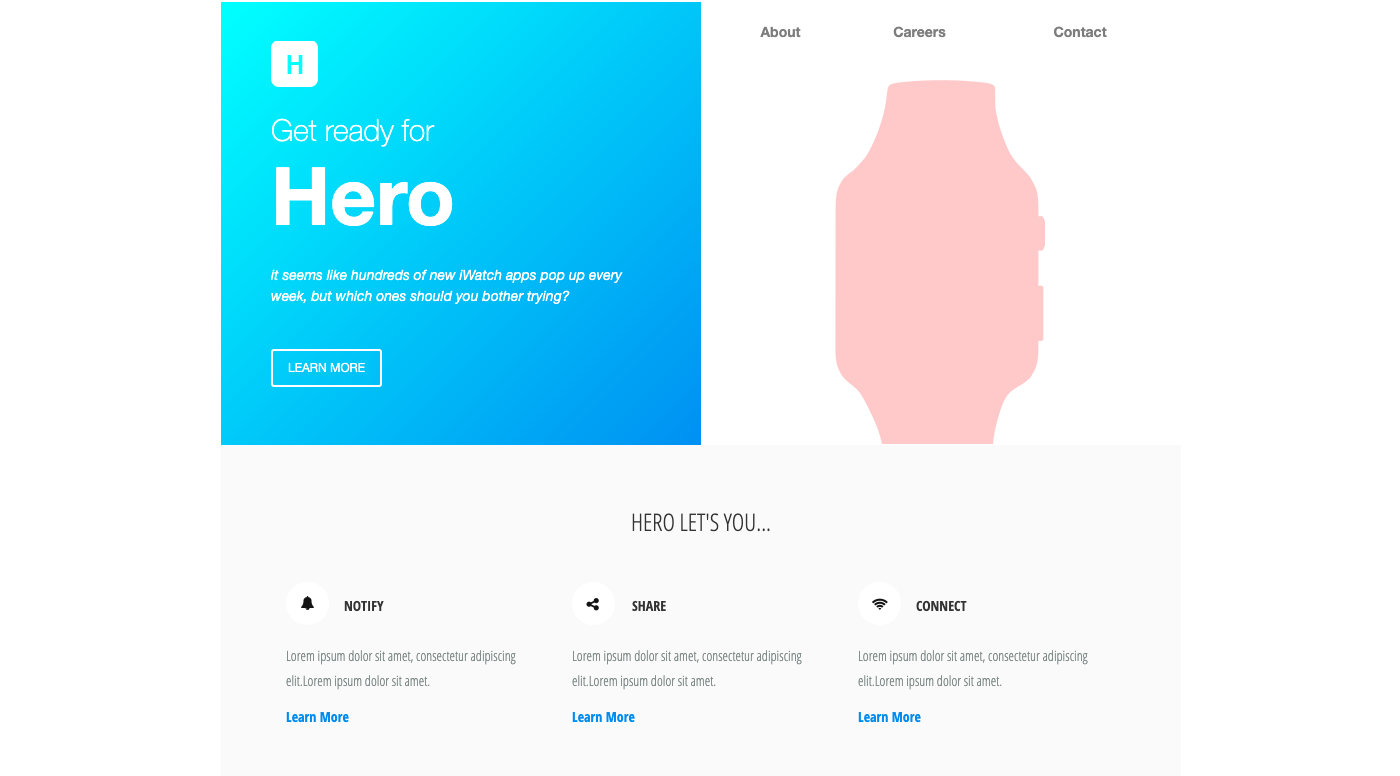 H
About Careers Contact
Get ready for
Hero
It seems like hundreds of new iWatch apps pop up every
week, but which ones should you bother trying?
LEARN MORE
HERO LET'S YOU...
NOTIFY
Lorem ipsum dolor sit amet, consectetur adipiscing
elit.Lorem ipsum dolor sit amet.
Learn More
SHARE
Lorem ipsum dolor sit amet, consectetur adipiscing
elit.Lorem ipsum dolor sit amet.
Learn More
CONNECT
Lorem ipsum dolor sit amet, consectetur adipiscing
elit.Lorem ipsum dolor sit amet.
Learn More